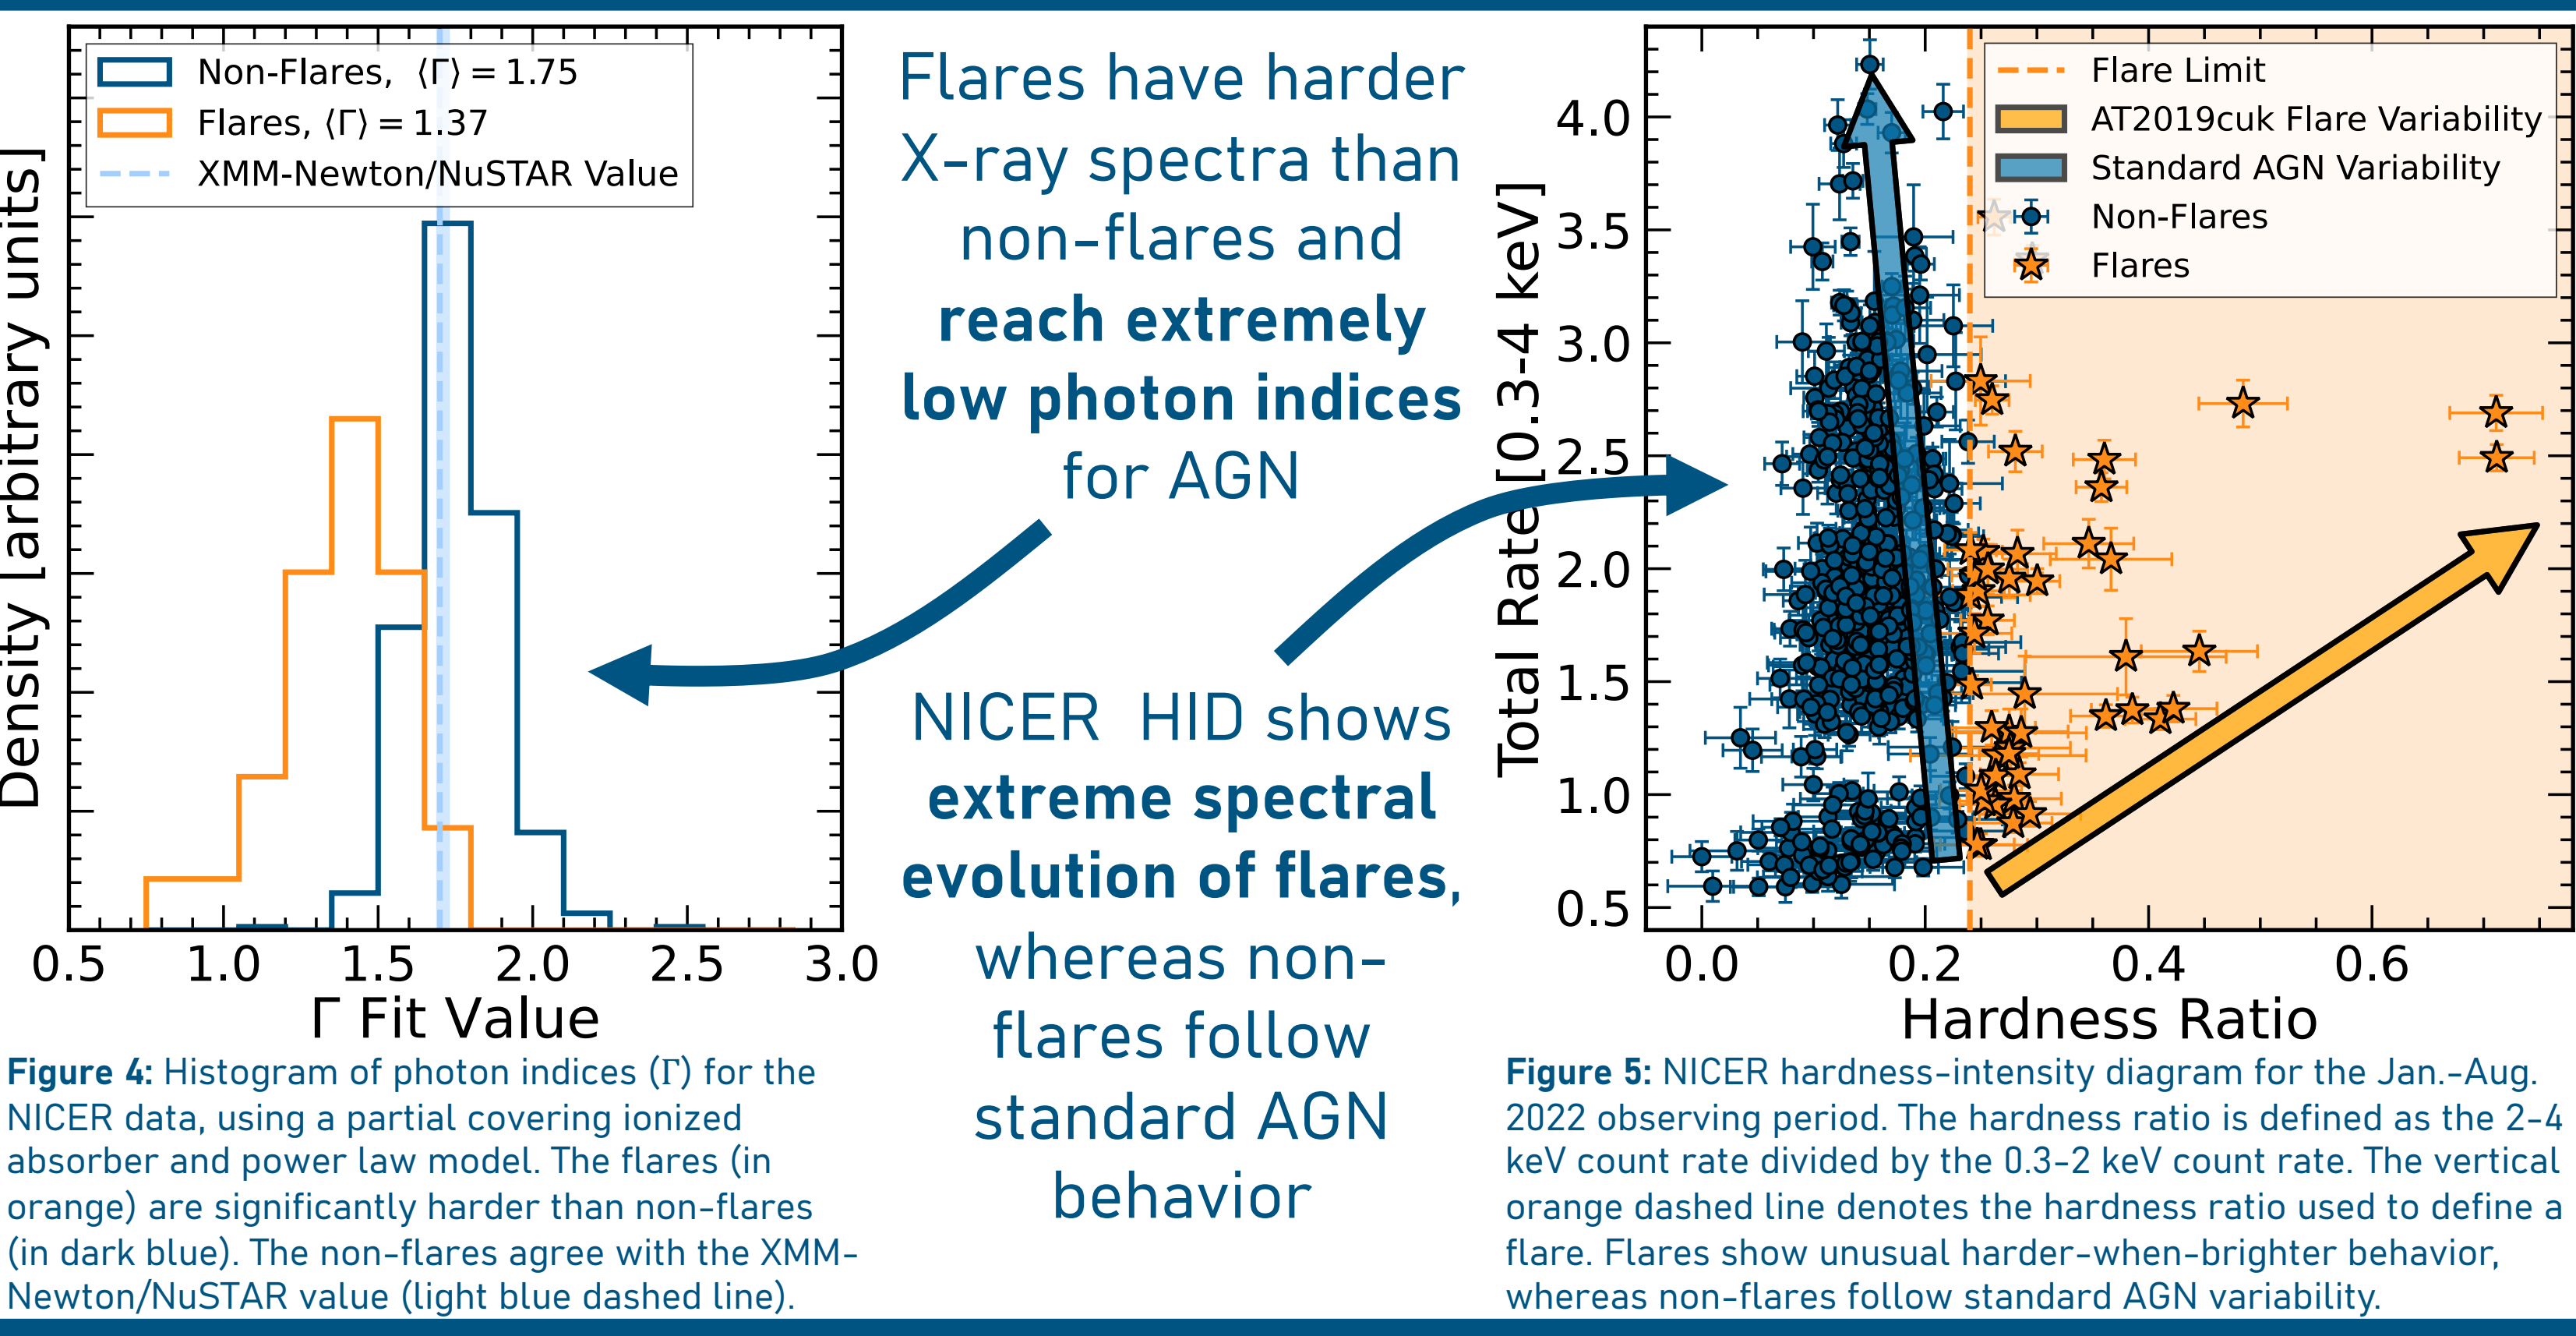 Non-Flares, ⟨Γ⟩ = 1.75
Flares, ⟨Γ⟩ = 1.37
XMM-Newton/NuSTAR Value
Density [arbitrary units]
0.5 1.0 1.5 2.0 2.5 3.0
Γ Fit Value
Figure 4: Histogram of photon indices (Γ) for the
NICER data, using a partial covering ionized
absorber and power law model. The flares (in
orange) are significantly harder than non-flares
(in dark blue). The non-flares agree with the XMM-
Newton/NuSTAR value (light blue dashed line).
Flares have harder
X-ray spectra than
non-flares and
reach extremely
low photon indices
for AGN
NICER HID shows
extreme spectral
evolution of flares,
whereas non-
flares follow
standard AGN
behavior
Flare Limit
AT2019cuk Flare Variability
Standard AGN Variability
Non-Flares
Flares
Total Rate [0.3-4 keV]
4.0
3.5
3.0
2.5
2.0
1.5
1.0
0.5
0.0 0.2 0.4 0.6
Hardness Ratio
Figure 5: NICER hardness-intensity diagram for the Jan.-Aug.
2022 observing period. The hardness ratio is defined as the 2-4
keV count rate divided by the 0.3-2 keV count rate. The vertical
orange dashed line denotes the hardness ratio used to define a
flare. Flares show unusual harder-when-brighter behavior,
whereas non-flares follow standard AGN variability.